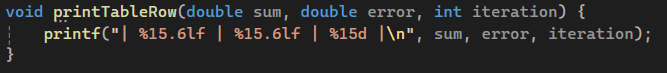 void printTableRow(double sum, double error, int iteration) {
    printf("| %15.6lf | %15.6lf | %15d |\n", sum, error, iteration);
}